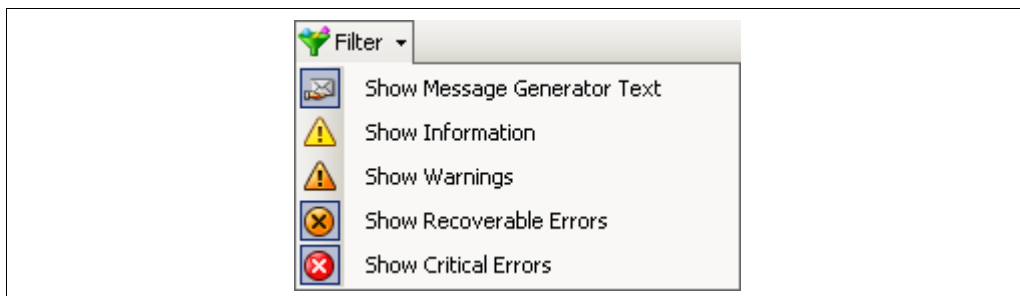 Filter
Show Message Generator Text
Show Information
Show Warnings
Show Recoverable Errors
Show Critical Errors